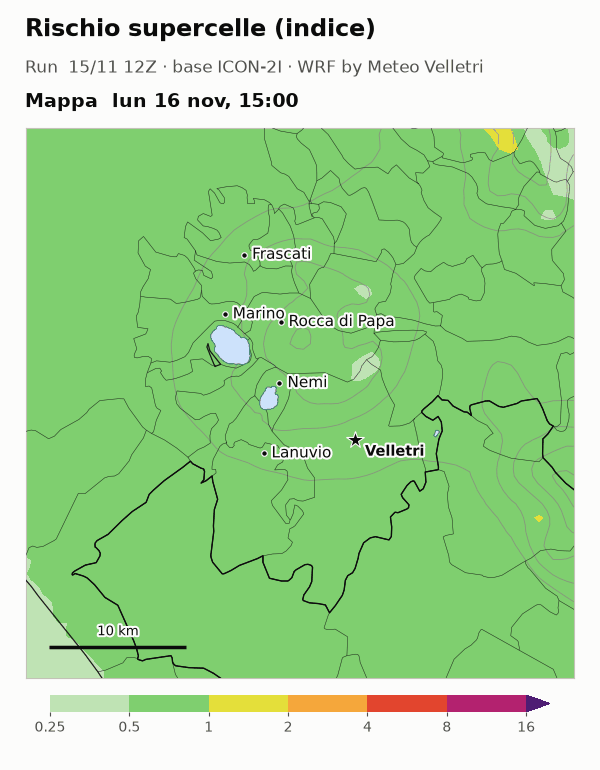 Rischio supercelle (indice)
Run  15/11 12Z · base ICON-2I · WRF by Meteo Velletri
Mappa  lun 16 nov, 15:00
Frascati
Marino
Rocca di Papa
Nemi
Velletri
Lanuvio
10 km
0.25 0.5 1 2 4 8 16